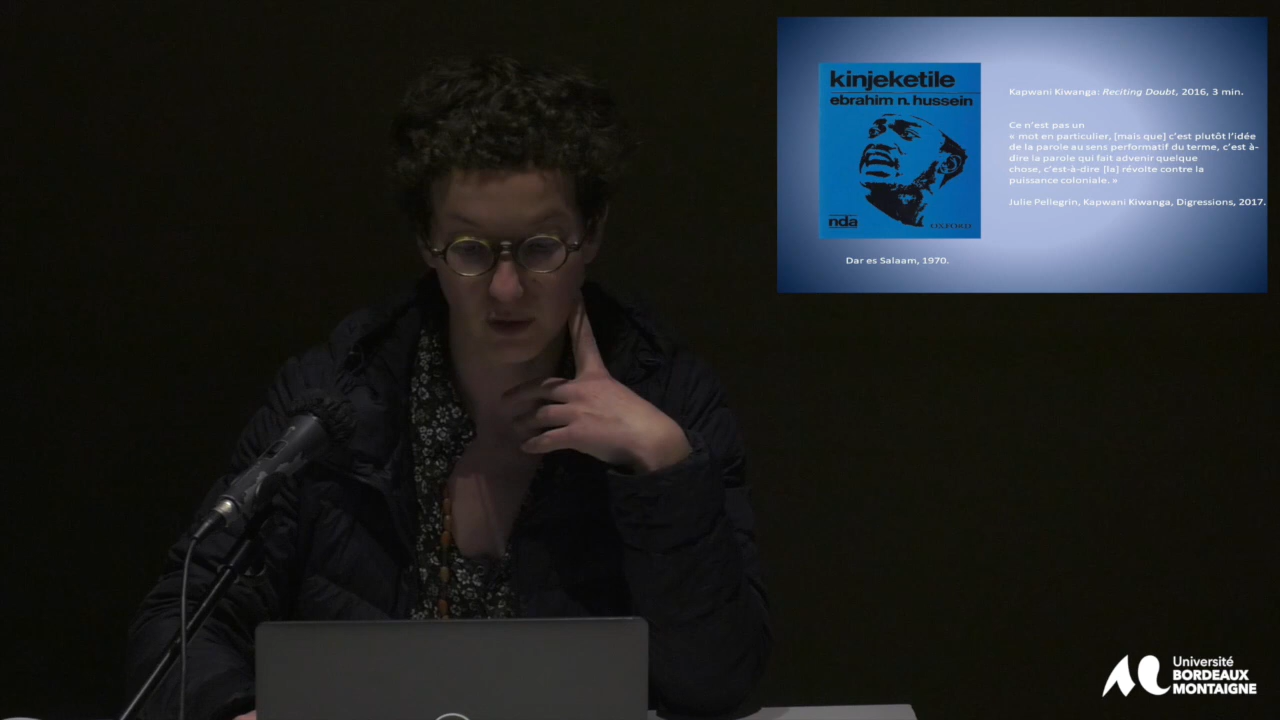 kinjeketile
ebrahim n. hussein
nda
OXFORD
Dar es Salaam, 1970.
Kapwani Kiwanga: Reciting Doubt, 2016, 3 min.
Ce n'est pas un
« mot en particulier, [mais que] c'est plutôt l'idée
de la parole au sens performatif du terme, c'est à-
dire la parole qui fait advenir quelque
chose, c'est-à-dire [la] révolte contre la
puissance coloniale. »
Julie Pellegrin, Kapwani Kiwanga, Digressions, 2017.
Université
BORDEAUX
MONTAIGNE